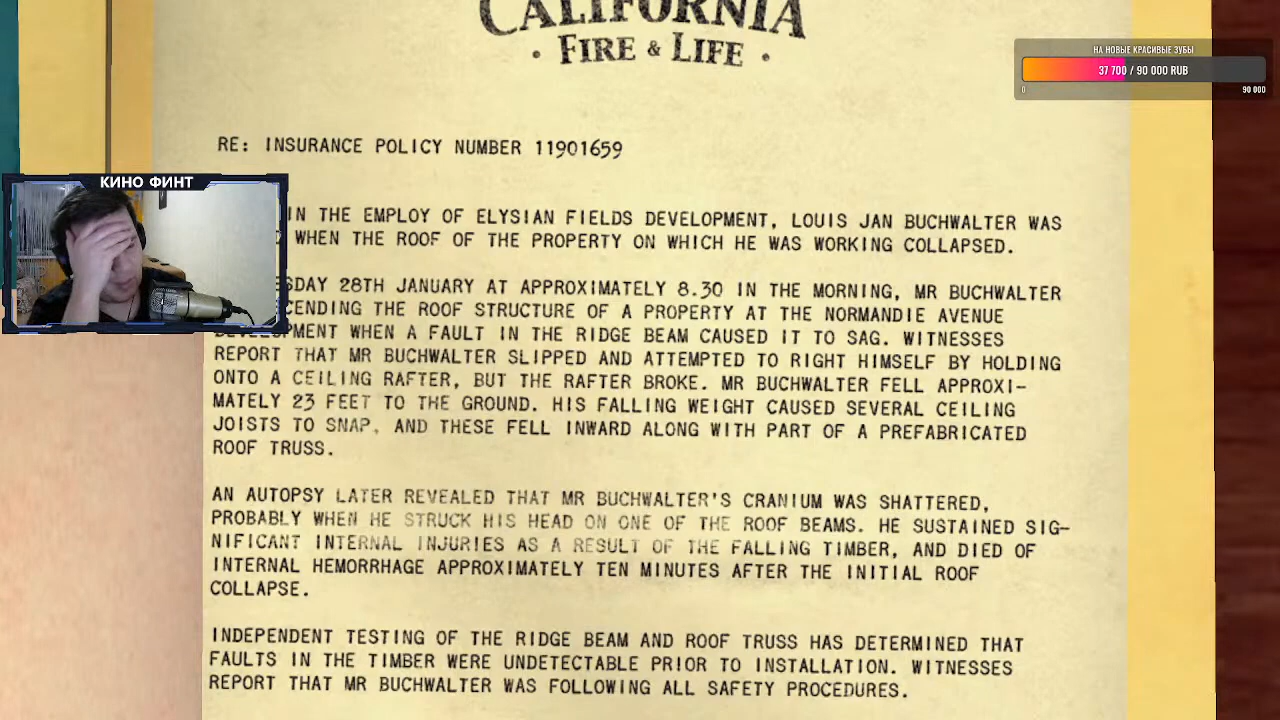 CALIFORNIA
· FIRE & LIFE ·
НА НОВЫЕ КРАСИВЫЕ ЗУБЫ
37 700 / 90 000 RUB
0 90 000
RE: INSURANCE POLICY NUMBER 11901659
КИНО ФИНТ
IN THE EMPLOY OF ELYSIAN FIELDS DEVELOPMENT, LOUIS JAN BUCHWALTER WAS
WHEN THE ROOF OF THE PROPERTY ON WHICH HE WAS WORKING COLLAPSED.
28TH JANUARY AT APPROXIMATELY 8.30 IN THE MORNING, MR BUCHWALTER
THE ROOF STRUCTURE OF A PROPERTY AT THE NORMANDIE AVENUE
DEVELOPMENT WHEN A FAULT IN THE RIDGE BEAM CAUSED IT TO SAG. WITNESSES
REPORT THAT MR BUCHWALTER SLIPPED AND ATTEMPTED TO RIGHT HIMSELF BY HOLDING
ONTO A CEILING RAFTER, BUT THE RAFTER BROKE. MR BUCHWALTER FELL APPROXI-
MATELY 23 FEET TO THE GROUND. HIS FALLING WEIGHT CAUSED SEVERAL CEILING
JOISTS TO SNAP, AND THESE FELL INWARD ALONG WITH PART OF A PREFABRICATED
ROOF TRUSS.
AN AUTOPSY LATER REVEALED THAT MR BUCHWALTER'S CRANIUM WAS SHATTERED,
PROBABLY WHEN HE STRUCK HIS HEAD ON ONE OF THE ROOF BEAMS. HE SUSTAINED SIG-
NIFICANT INTERNAL INJURIES AS A RESULT OF THE FALLING TIMBER, AND DIED OF
INTERNAL HEMORRHAGE APPROXIMATELY TEN MINUTES AFTER THE INITIAL ROOF
COLLAPSE.
INDEPENDENT TESTING OF THE RIDGE BEAM AND ROOF TRUSS HAS DETERMINED THAT
FAULTS IN THE TIMBER WERE UNDETECTABLE PRIOR TO INSTALLATION. WITNESSES
REPORT THAT MR BUCHWALTER WAS FOLLOWING ALL SAFETY PROCEDURES.